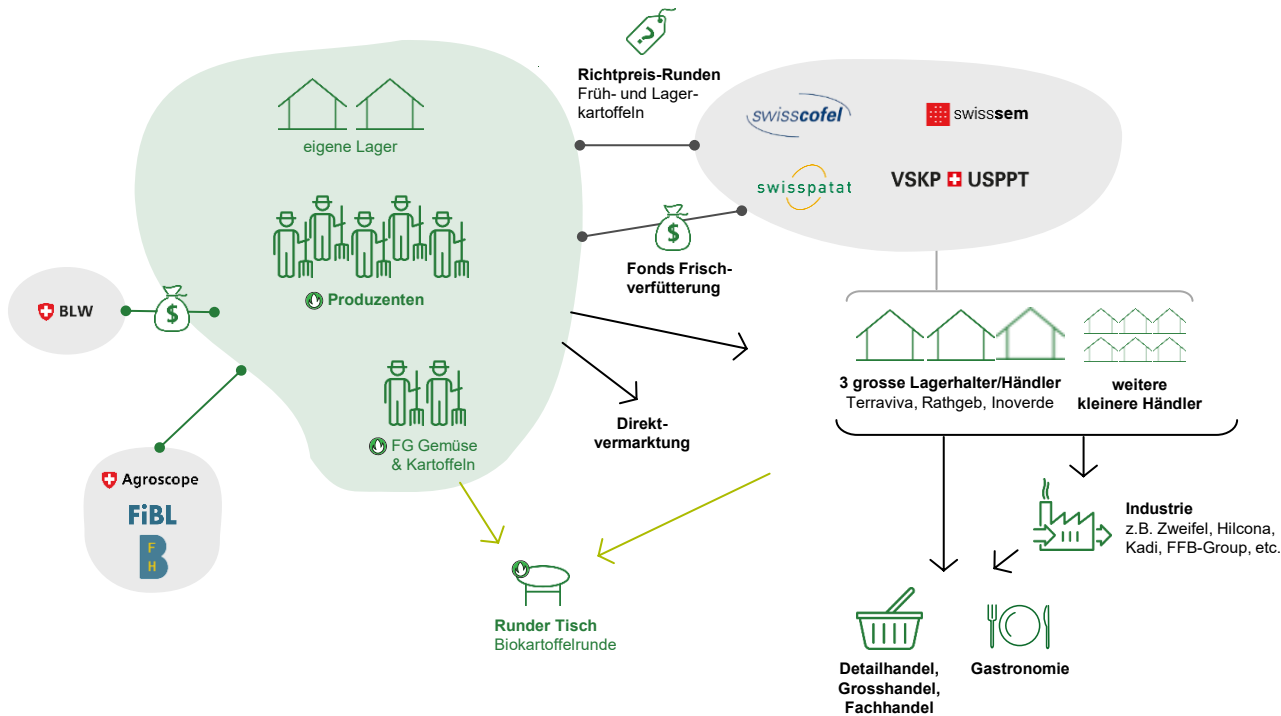 ?
Richtpreis-Runden
Früh- und Lager-
kartoffeln
eigene Lager
swisscofel
swisssem
swisspatat
VSKP USPPT
$
Fonds Frisch-
verfütterung
Produzenten
BLW
$
3 grosse Lagerhalter/Händler
Terraviva, Rathgeb, Inoverde
weitere
kleinere Händler
Direkt-
vermarktung
FG Gemüse
& Kartoffeln
Agroscope
FiBL
B
F
H
Industrie
z.B. Zweifel, Hilcona,
Kadi, FFB-Group, etc.
Runder Tisch
Biokartoffelrunde
Detailhandel,
Grosshandel,
Fachhandel
Gastronomie